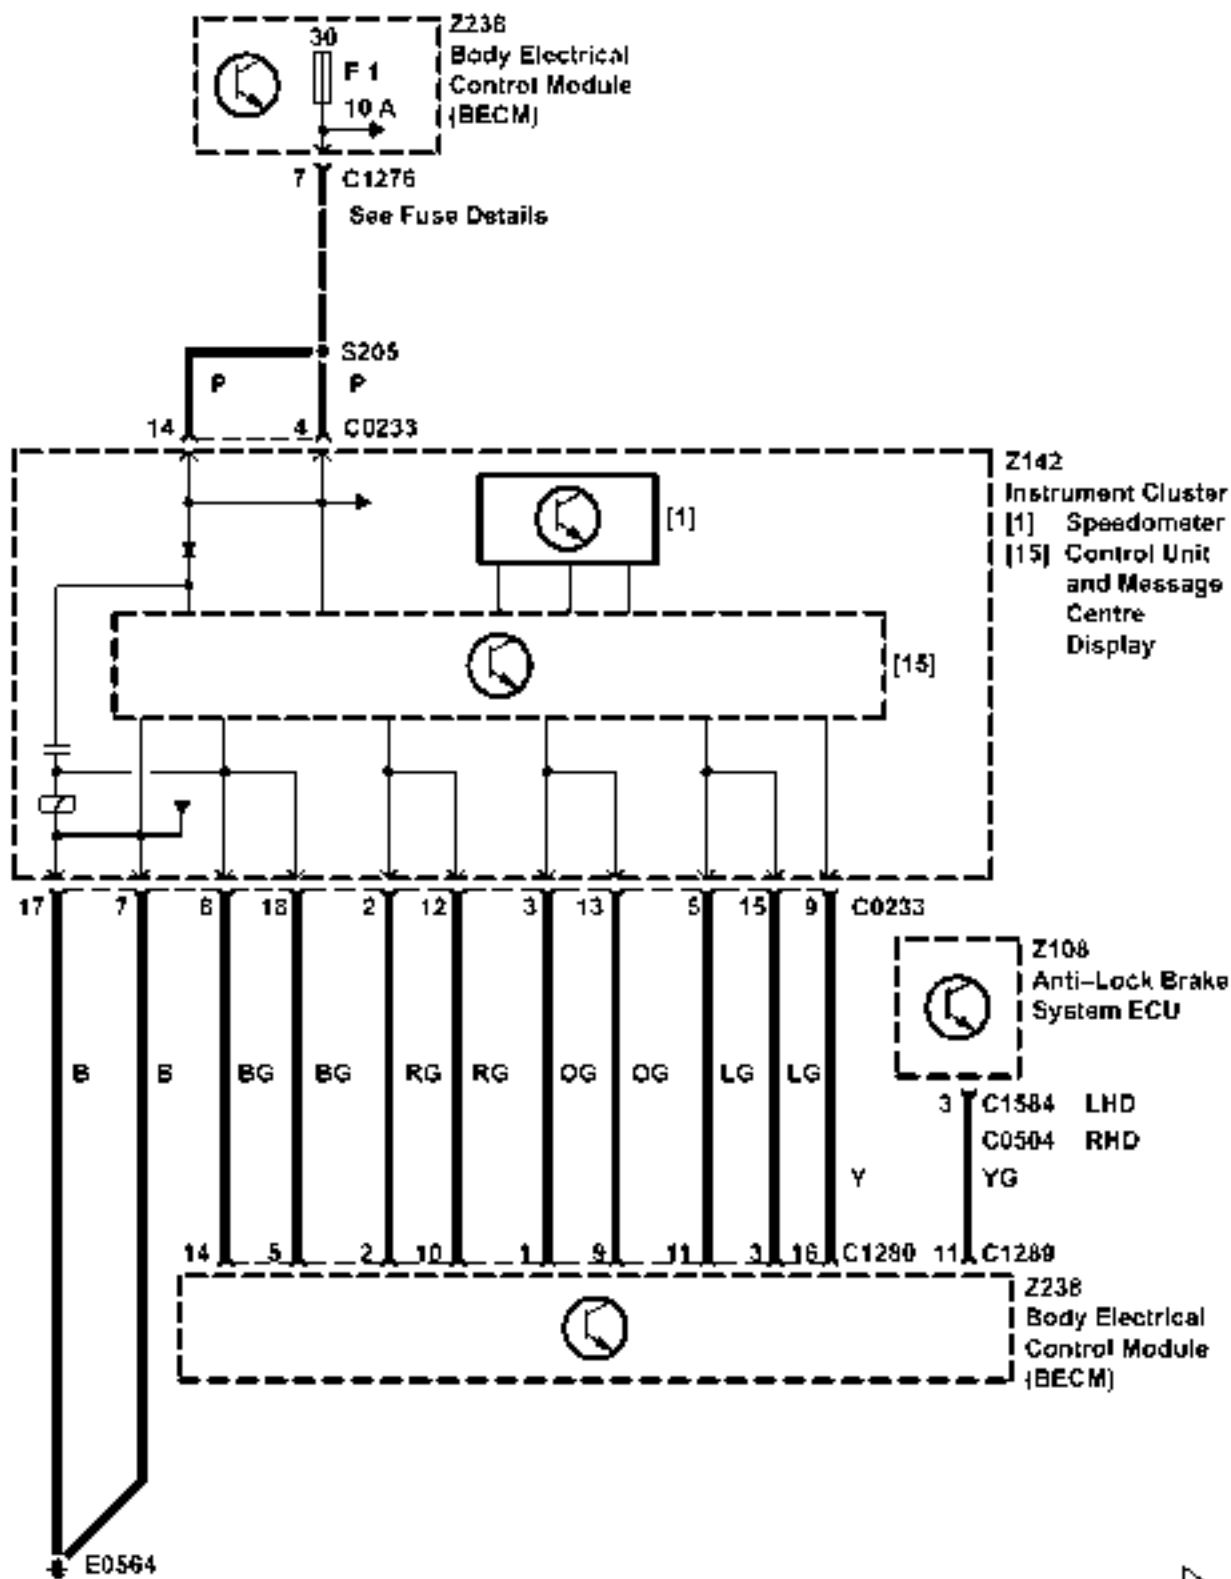 Z238
30
Body Electrical
F 1
Control Module
10 A
(BECM)
7 C1276
See Fuse Details
S205
P P
14 4 C0233
Z142
Instrument Cluster
[1] Speedometer
[1]
[15] Control Unit
and Message
Centre
Display
[15]
17 7 8 18 2 12 3 13 5 15 9 C0233
Z108
Anti-Lock Brake
System ECU
B B BG BG RG RG OG OG LG LG
3 C1584 LHD
C0504 RHD
Y YG
14 5 2 10 1 9 11 3 16 C1280 11 C1289
Z238
Body Electrical
Control Module
(BECM)
E0564